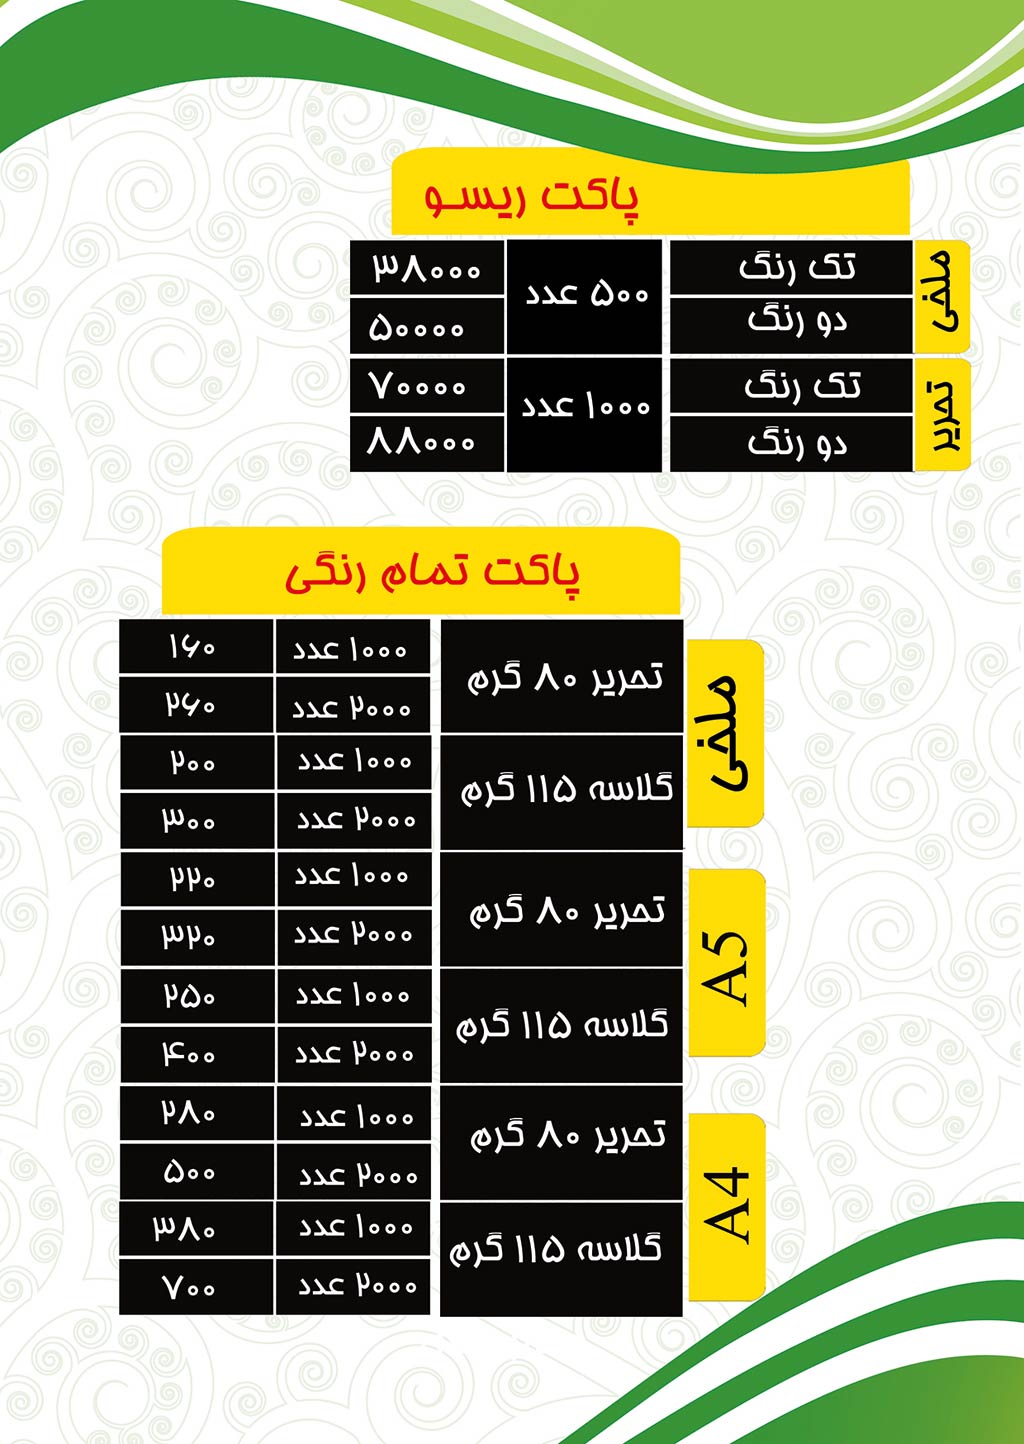 پاکت ریسو
ملخی
تک رنگ
۵۰۰ عدد
۳۸۰۰۰
دو رنگ
۵۰۰۰۰
تحریر
تک رنگ
۱۰۰۰ عدد
۷۰۰۰۰
دو رنگ
۸۸۰۰۰
پاکت تمام رنگی
ملخی
تحریر ۸۰ گرم
۱۰۰۰ عدد
۱۶۰
۲۰۰۰ عدد
۲۶۰
گلاسه ۱۱۵ گرم
۱۰۰۰ عدد
۲۰۰
۲۰۰۰ عدد
۳۰۰
A5
تحریر ۸۰ گرم
۱۰۰۰ عدد
۲۲۰
۲۰۰۰ عدد
۳۲۰
گلاسه ۱۱۵ گرم
۱۰۰۰ عدد
۲۵۰
۲۰۰۰ عدد
۴۰۰
A4
تحریر ۸۰ گرم
۱۰۰۰ عدد
۲۸۰
۲۰۰۰ عدد
۵۰۰
گلاسه ۱۱۵ گرم
۱۰۰۰ عدد
۳۸۰
۲۰۰۰ عدد
۷۰۰